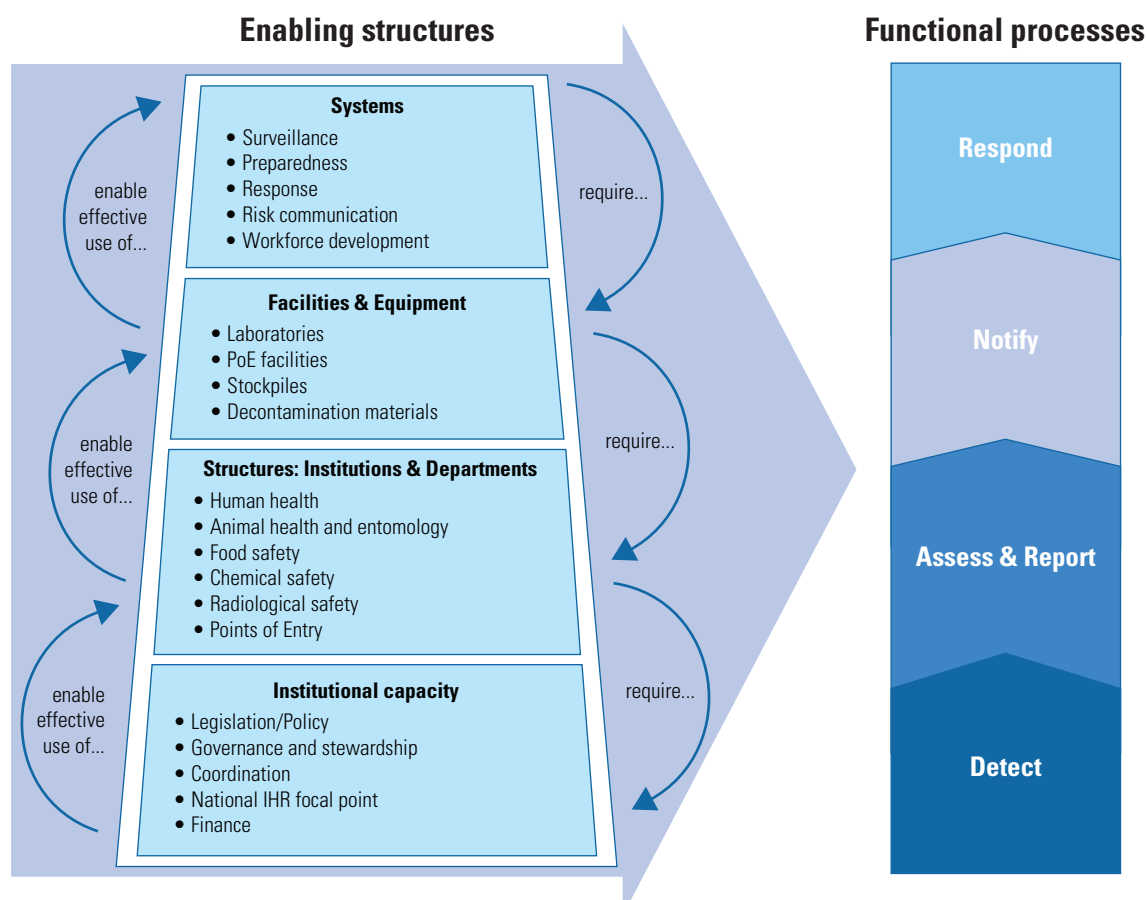 Enabling structures
Functional processes
Systems
• Surveillance
• Preparedness
• Response
• Risk communication
• Workforce development
enable
effective
use of...
require...
Facilities & Equipment
• Laboratories
• PoE facilities
• Stockpiles
• Decontamination materials
enable
effective
use of...
require...
Structures: Institutions & Departments
• Human health
• Animal health and entomology
• Food safety
• Chemical safety
• Radiological safety
• Points of Entry
enable
effective
use of...
require...
Institutional capacity
• Legislation/Policy
• Governance and stewardship
• Coordination
• National IHR focal point
• Finance
Respond
Notify
Assess & Report
Detect